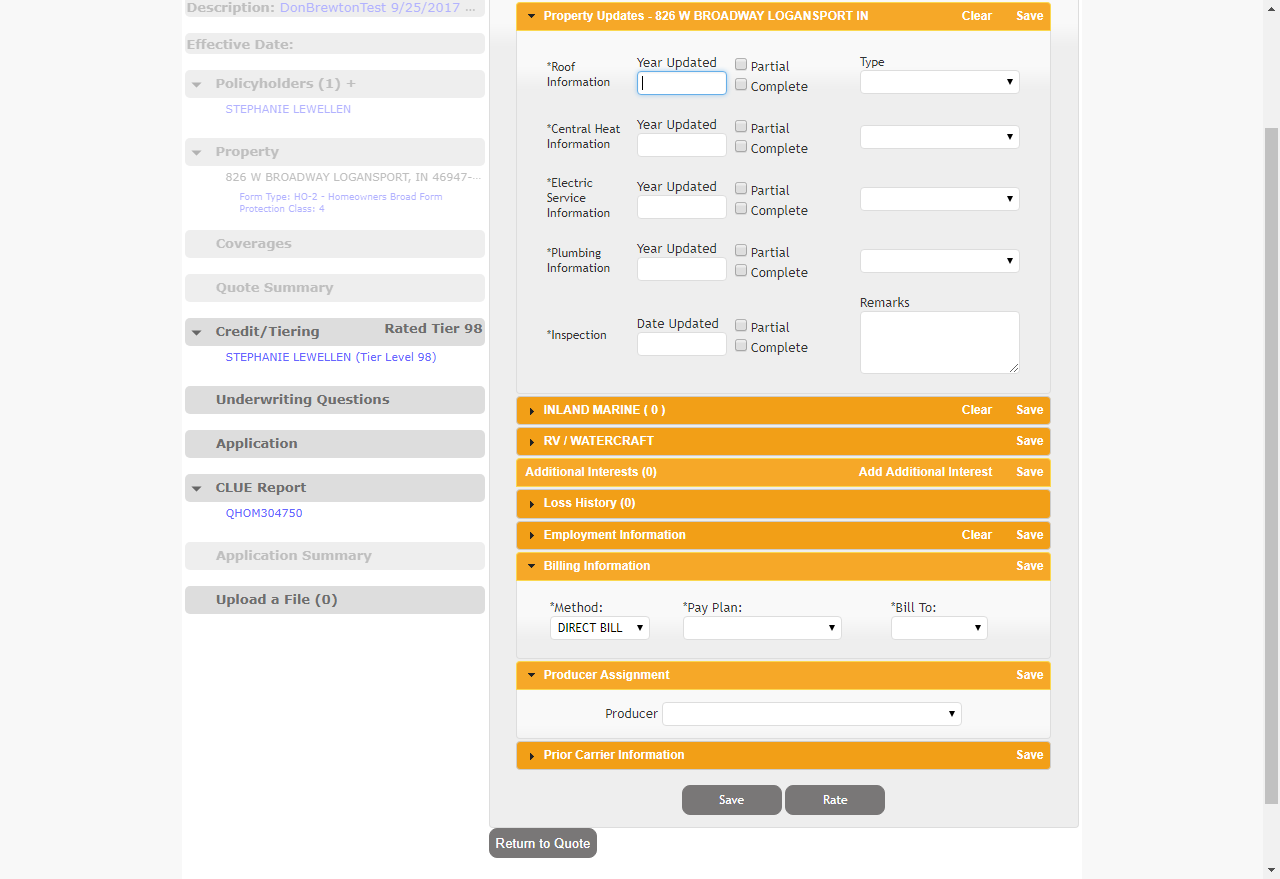 Description: DonBrewtonTest 9/25/2017 ...
Effective Date:
Policyholders (1) +
STEPHANIE LEWELLEN
Property
826 W BROADWAY LOGANSPORT, IN 46947-...
Form Type: HO-2 - Homeowners Broad Form
Protection Class: 4
Coverages
Quote Summary
Credit/Tiering Rated Tier 98
STEPHANIE LEWELLEN (Tier Level 98)
Underwriting Questions
Application
CLUE Report
QHOM304750
Application Summary
Upload a File (0)
Property Updates - 826 W BROADWAY LOGANSPORT IN Clear Save
*Roof
Information
Year Updated
Partial
Complete
Type
*Central Heat
Information
Year Updated
Partial
Complete
*Electric
Service
Information
Year Updated
Partial
Complete
*Plumbing
Information
Year Updated
Partial
Complete
*Inspection
Date Updated
Partial
Complete
Remarks
INLAND MARINE ( 0 ) Clear Save
RV / WATERCRAFT Save
Additional Interests (0) Add Additional Interest Save
Loss History (0)
Employment Information Clear Save
Billing Information Save
*Method: *Pay Plan: *Bill To:
DIRECT BILL
Producer Assignment Save
Producer
Prior Carrier Information Save
Save Rate
Return to Quote